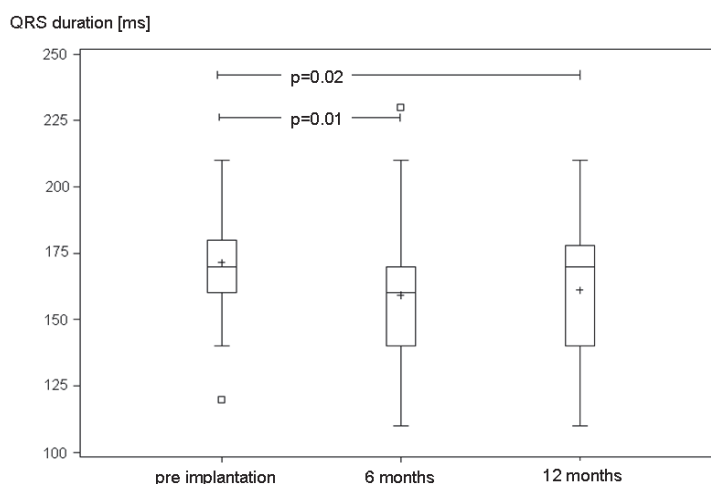 QRS duration [ms]
250
p=0.02
225
p=0.01
200
175
150
125
100
pre implantation 6 months 12 months